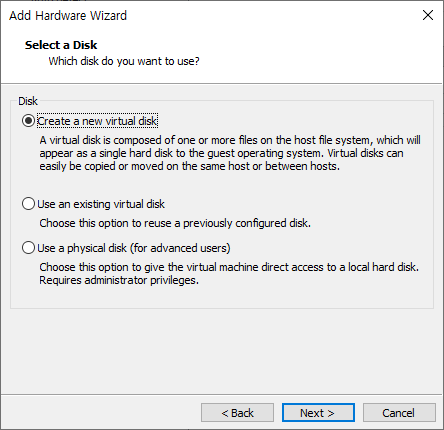 Add Hardware Wizard
Select a Disk
Which disk do you want to use?
Disk
Create a new virtual disk
A virtual disk is composed of one or more files on the host file system, which will
appear as a single hard disk to the guest operating system. Virtual disks can
easily be copied or moved on the same host or between hosts.
Use an existing virtual disk
Choose this option to reuse a previously configured disk.
Use a physical disk (for advanced users)
Choose this option to give the virtual machine direct access to a local hard disk.
Requires administrator privileges.
< Back Next > Cancel